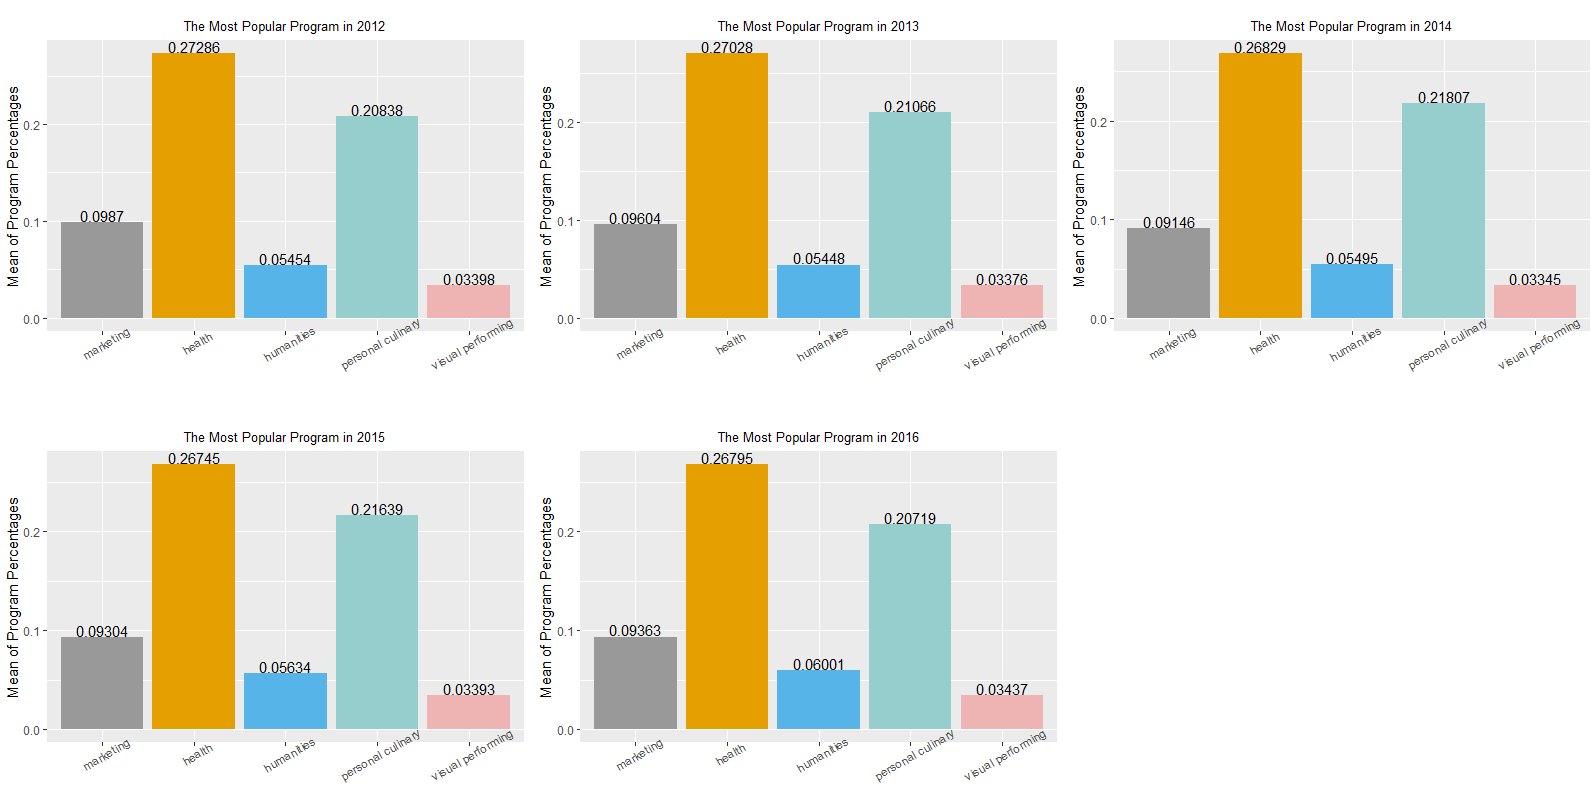 The Most Popular Program in 2012
Mean of Program Percentages
0.2
0.1
0.0
0.0987
0.27286
0.05454
0.20838
0.03398
marketing
health
humanities
personal culinary
visual performing
The Most Popular Program in 2013
Mean of Program Percentages
0.2
0.1
0.0
0.09604
0.27028
0.05448
0.21066
0.03376
marketing
health
humanities
personal culinary
visual performing
The Most Popular Program in 2014
Mean of Program Percentages
0.2
0.1
0.0
0.09146
0.26829
0.05495
0.21807
0.03345
marketing
health
humanities
personal culinary
visual performing
The Most Popular Program in 2015
Mean of Program Percentages
0.2
0.1
0.0
0.09304
0.26745
0.05634
0.21639
0.03393
marketing
health
humanities
personal culinary
visual performing
The Most Popular Program in 2016
Mean of Program Percentages
0.2
0.1
0.0
0.09363
0.26795
0.06001
0.20719
0.03437
marketing
health
humanities
personal culinary
visual performing